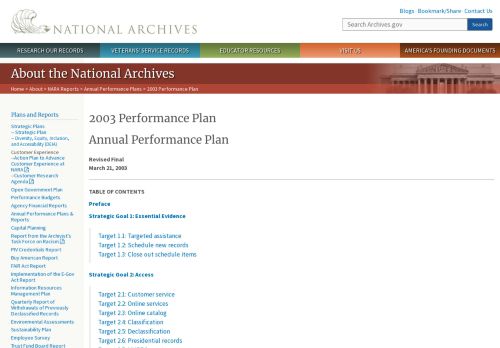 NATIONAL ARCHIVES
Blogs · Bookmark/Share · Contact Us
Search Archives.gov
Search
RESEARCH OUR RECORDS
VETERANS' SERVICE RECORDS
EDUCATOR RESOURCES
VISIT US
AMERICA'S FOUNDING DOCUMENTS
About the National Archives
Home > About > NARA Reports > Annual Performance Plans > 2003 Performance Plan
Plans and Reports
Strategic Plans
– Strategic Plan
– Diversity, Equity, Inclusion,
and Accessibility (DEIA)
Customer Experience
–Action Plan to Advance
Customer Experience at
NARA
–Customer Research
Agenda
Open Government Plan
Performance Budgets
Agency Financial Reports
Annual Performance Plans &
Reports
Capital Planning
Report from the Archivist's
Task Force on Racism
PIV Credentials Report
Buy American Report
FAIR Act Report
Implementation of the E-Gov
Act Report
Information Resources
Management Plan
Quarterly Report of
Withdrawals of Previously
Declassified Records
Environmental Assessments
Sustainability Plan
Employee Survey
Trust Fund Board Report
2003 Performance Plan
Annual Performance Plan
Revised Final
March 21, 2003
TABLE OF CONTENTS
Preface
Strategic Goal 1: Essential Evidence
Target 1.1: Targeted assistance
Target 1.2: Schedule new records
Target 1.3: Close out schedule items
Strategic Goal 2: Access
Target 2.1: Customer service
Target 2.2: Online services
Target 2.3: Online catalog
Target 2.4: Classification
Target 2.5: Declassification
Target 2.6: Presidential records